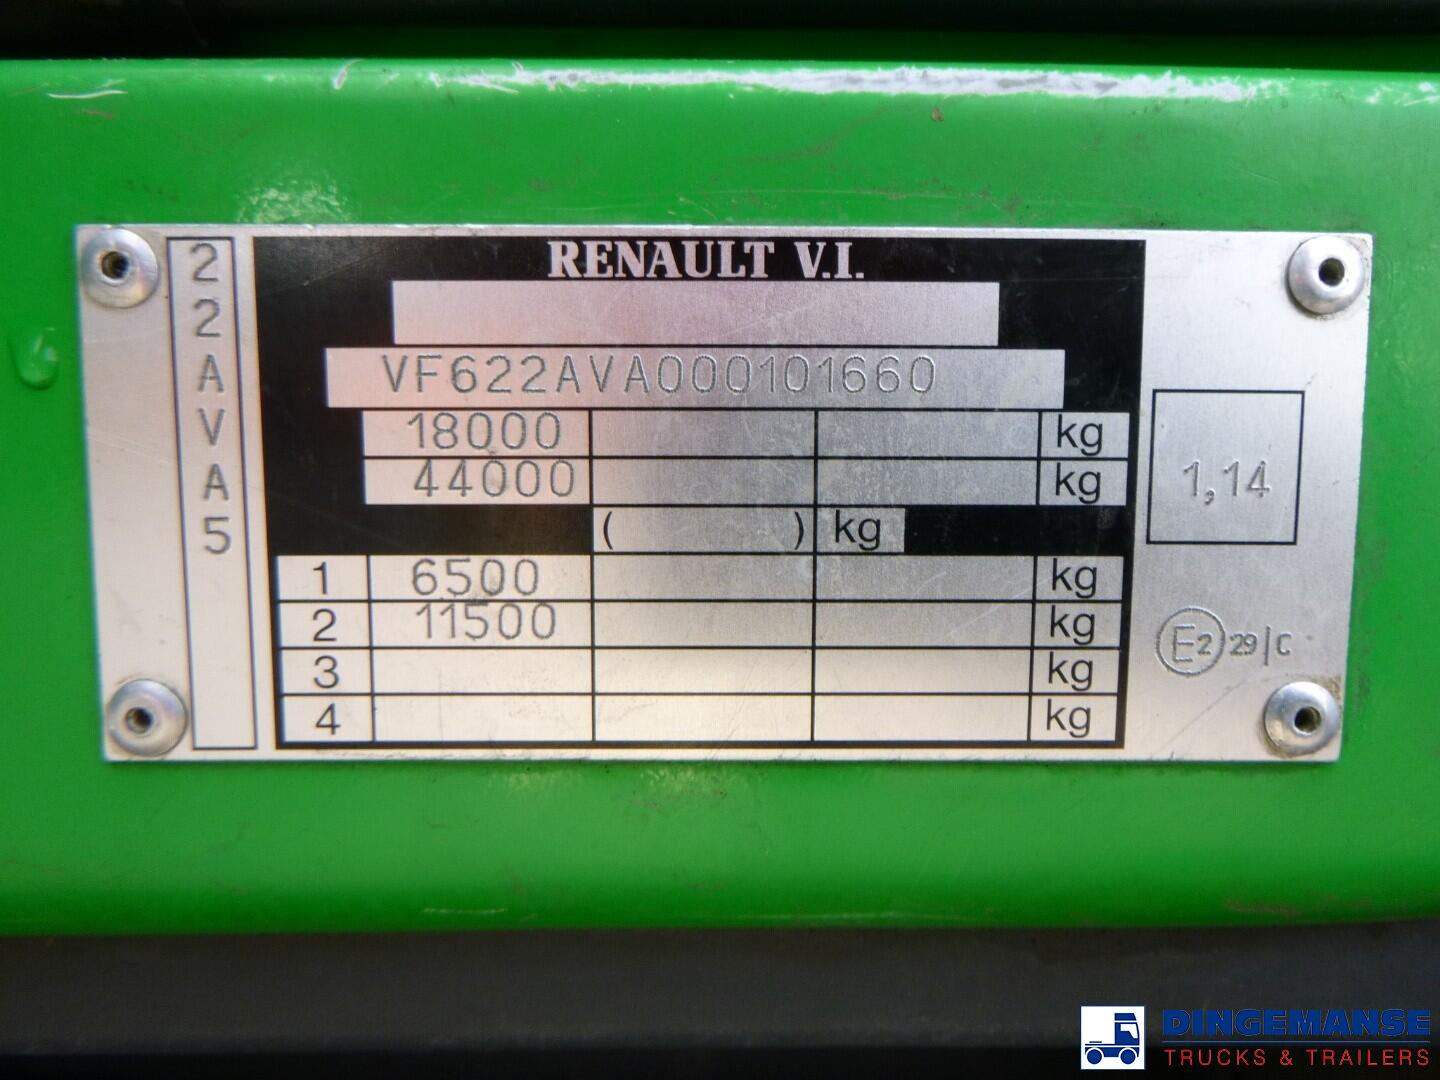 RENAULT V.I.
22AVA5
VF622AVA000101660
18000 kg
44000 kg
( ) kg
1 6500 kg
2 11500 kg
3 kg
4 kg
1,14
E2 29|C
DINGEMANSE
TRUCKS & TRAILERS